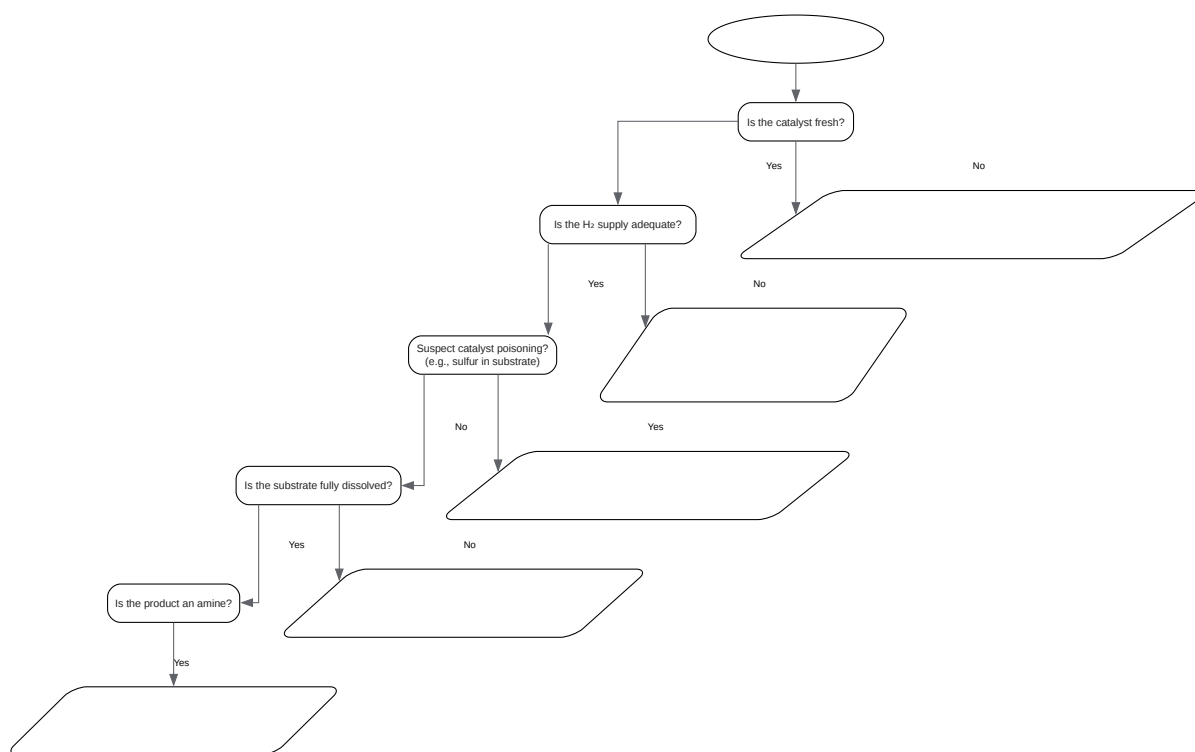 Is the catalyst fresh?
Yes
No
Is the H₂ supply adequate?
Yes
No
Suspect catalyst poisoning?
(e.g., sulfur in substrate)
No
Yes
Is the substrate fully dissolved?
Yes
No
Is the product an amine?
Yes